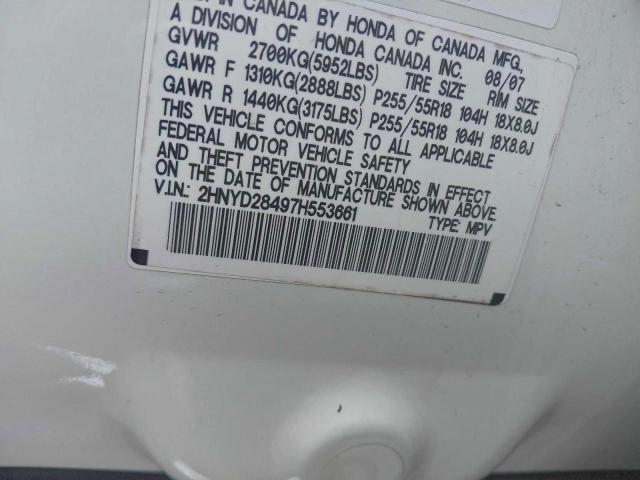 IN CANADA BY HONDA OF CANADA MFG,
A DIVISION OF HONDA CANADA INC. 08/07
GVWR 2700KG(5952LBS) TIRE SIZE RIM SIZE
GAWR F 1310KG(2888LBS) P255/55R18 104H 18X8.0J
GAWR R 1440KG(3175LBS) P255/55R18 104H 18X8.0J
THIS VEHICLE CONFORMS TO ALL APPLICABLE
FEDERAL MOTOR VEHICLE SAFETY
AND THEFT PREVENTION STANDARDS IN EFFECT
ON THE DATE OF MANUFACTURE SHOWN ABOVE
V.I.N.: 2HNYD28497H553661 TYPE: MPV